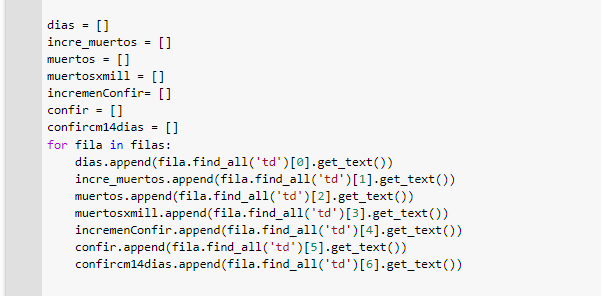 dias = []
incre_muertos = []
muertos = []
muertosxmill = []
incremenConfir= []
confir = []
confircm14dias = []
for fila in filas:
    dias.append(fila.find_all('td')[0].get_text())
    incre_muertos.append(fila.find_all('td')[1].get_text())
    muertos.append(fila.find_all('td')[2].get_text())
    muertosxmill.append(fila.find_all('td')[3].get_text())
    incremenConfir.append(fila.find_all('td')[4].get_text())
    confir.append(fila.find_all('td')[5].get_text())
    confircm14dias.append(fila.find_all('td')[6].get_text())